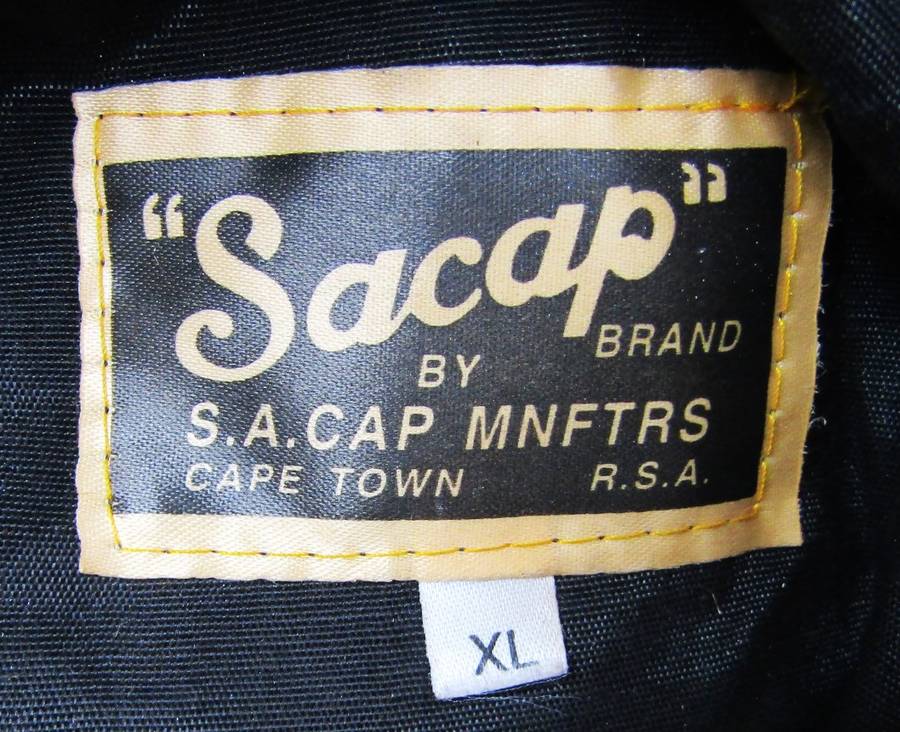 “Sacap”
BRAND
BY
S.A.CAP MNFTRS
CAPE TOWN R.S.A.
XL